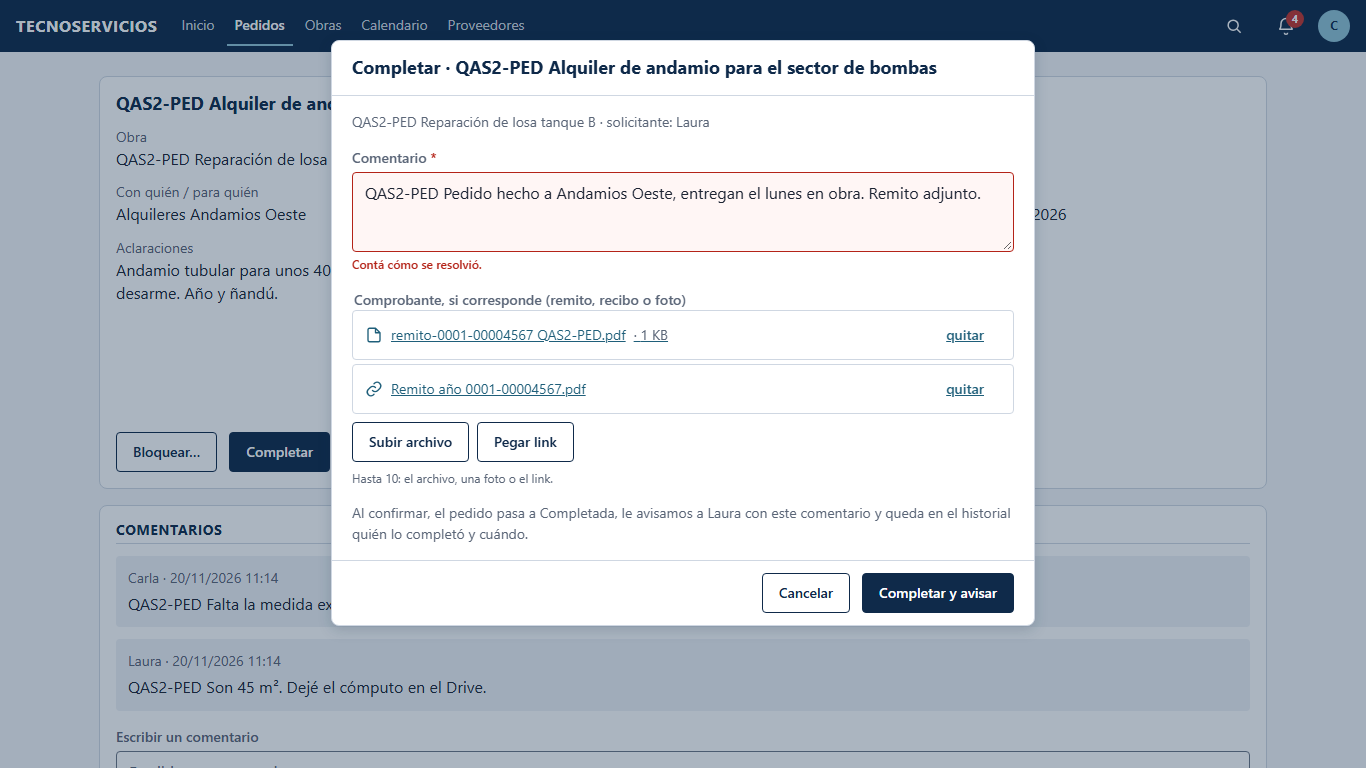 TECNOSERVICIOS Inicio Pedidos Obras Calendario Proveedores 4 C
Completar · QAS2-PED Alquiler de andamio para el sector de bombas
QAS2-PED Reparación de losa tanque B · solicitante: Laura
Comentario *
QAS2-PED Pedido hecho a Andamios Oeste, entregan el lunes en obra. Remito adjunto.
Contá cómo se resolvió.
Comprobante, si corresponde (remito, recibo o foto)
remito-0001-00004567 QAS2-PED.pdf · 1 KB quitar
Remito año 0001-00004567.pdf quitar
Subir archivo Pegar link
Hasta 10: el archivo, una foto o el link.
Al confirmar, el pedido pasa a Completada, le avisamos a Laura con este comentario y queda en el historial
quién lo completó y cuándo.
Cancelar Completar y avisar
QAS2-PED Alquiler de
Obra
QAS2-PED Reparación de losa
Con quién / para quién
Alquileres Andamios Oeste
2026
Aclaraciones
Andamio tubular para unos 40
desarme. Año y ñandú.
Bloquear... Completar
COMENTARIOS
Carla · 20/11/2026 11:14
QAS2-PED Falta la medida
Laura · 20/11/2026 11:14
QAS2-PED Son 45 m². Dejé el cómputo en el Drive.
Escribir un comentario